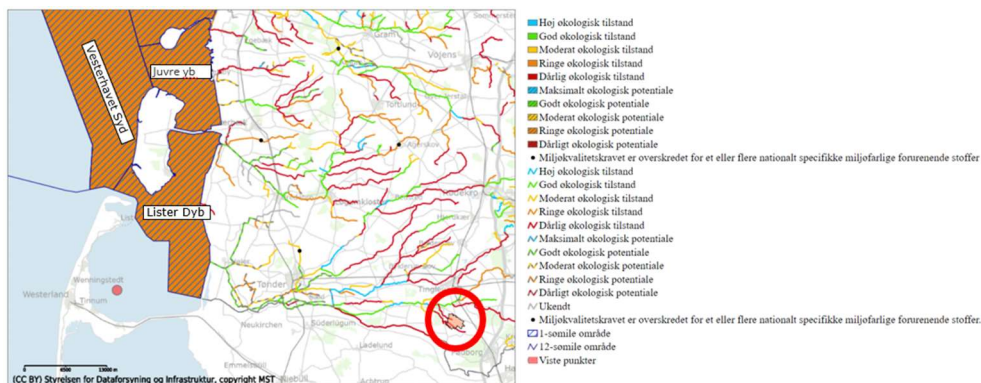 Gram
Vojens
Juvre yb
Vesterhavet Syd
Toftlund
Agerskov
Lister Dyb
List
Tønder
Westerland
Wenningstedt
Tinnum
Neukirchen
Süderlügum
Ladelund
Emmelsbüll
Achtrup
0 6500 13000 m
(CC BY) Styrelsen for Dataforsyning og Infrastruktur, copyright MST
Høj økologisk tilstand
God økologisk tilstand
Moderat økologisk tilstand
Ringe økologisk tilstand
Dårlig økologisk tilstand
Maksimalt økologisk potentiale
Godt økologisk potentiale
Moderat økologisk potentiale
Ringe økologisk potentiale
Dårligt økologisk potentiale
Miljøkvalitetskravet er overskredet for et eller flere nationalt specifikke miljøfarlige forurenende stoffer
Høj økologisk tilstand
God økologisk tilstand
Moderat økologisk tilstand
Ringe økologisk tilstand
Dårlig økologisk tilstand
Maksimalt økologisk potentiale
Godt økologisk potentiale
Moderat økologisk potentiale
Ringe økologisk potentiale
Dårligt økologisk potentiale
Ukendt
Miljøkvalitetskravet er overskredet for et eller flere nationalt specifikke miljøfarlige forurenende stoffer.
1-sømile område
12-sømile område
Viste punkter